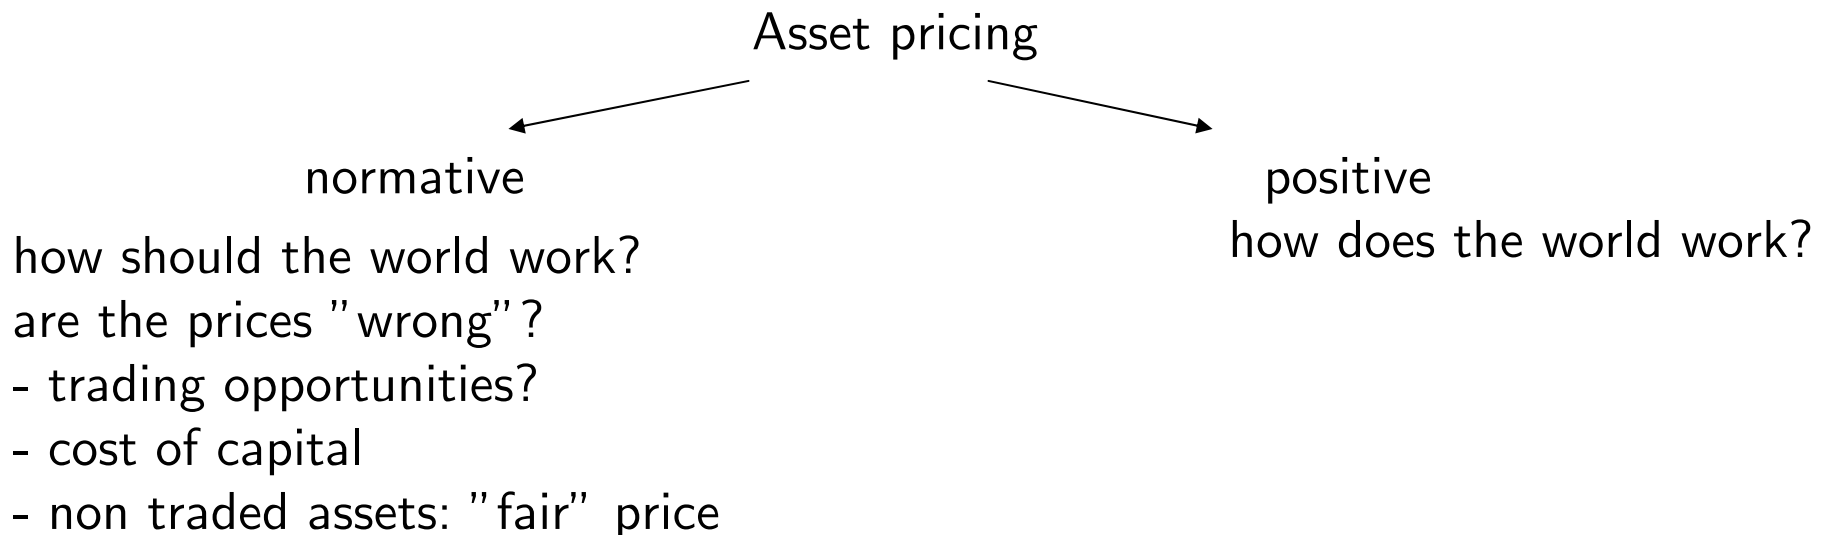 Asset pricing
normative
how should the world work?
are the prices ”wrong”?
- trading opportunities?
- cost of capital
- non traded assets: ”fair” price
positive
how does the world work?